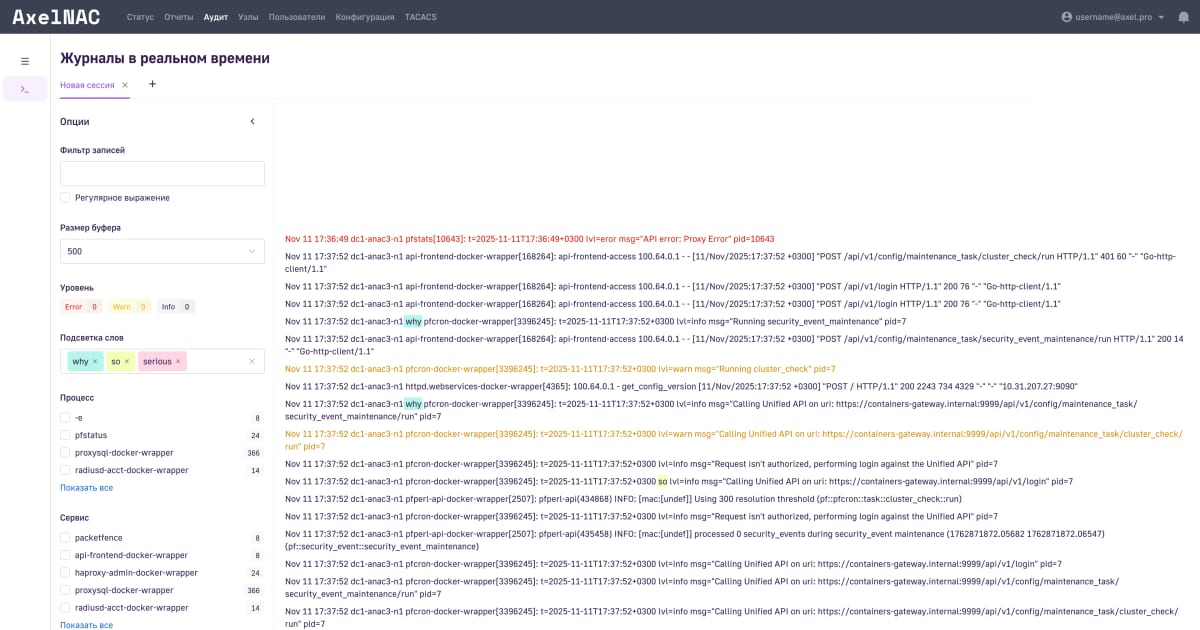 AxelNAC
Статус Отчеты Аудит Узлы Пользователи Конфигурация TACACS
username@axel.pro
Журналы в реальном времени
>_
Новая сессия × +
Опции
Фильтр записей
Регулярное выражение
Размер буфера
500
Уровень
Error 0 Warn 0 Info 0
Подсветка слов
why × so × serious × ×
Процесс
-e 8
pfstatus 24
proxysql-docker-wrapper 366
radiusd-acct-docker-wrapper 14
Показать все
Сервис
packetfence 8
api-frontend-docker-wrapper 8
haproxy-admin-docker-wrapper 24
proxysql-docker-wrapper 366
radiusd-acct-docker-wrapper 14
Показать все
Nov 11 17:36:49 dc1-anac3-n1 pfstats[10643]: t=2025-11-11T17:36:49+0300 lvl=eror msg="API error: Proxy Error" pid=10643
Nov 11 17:37:52 dc1-anac3-n1 api-frontend-docker-wrapper[168264]: api-frontend-access 100.64.0.1 - - [11/Nov/2025:17:37:52 +0300] "POST /api/v1/config/maintenance_task/cluster_check/run HTTP/1.1" 401 60 "-" "Go-http-
client/1.1"
Nov 11 17:37:52 dc1-anac3-n1 api-frontend-docker-wrapper[168264]: api-frontend-access 100.64.0.1 - - [11/Nov/2025:17:37:52 +0300] "POST /api/v1/login HTTP/1.1" 200 76 "-" "Go-http-client/1.1"
Nov 11 17:37:52 dc1-anac3-n1 api-frontend-docker-wrapper[168264]: api-frontend-access 100.64.0.1 - - [11/Nov/2025:17:37:52 +0300] "POST /api/v1/login HTTP/1.1" 200 76 "-" "Go-http-client/1.1"
Nov 11 17:37:52 dc1-anac3-n1 why pfcron-docker-wrapper[3396245]: t=2025-11-11T17:37:52+0300 lvl=info msg="Running security_event_maintenance" pid=7
Nov 11 17:37:52 dc1-anac3-n1 api-frontend-docker-wrapper[168264]: api-frontend-access 100.64.0.1 - - [11/Nov/2025:17:37:52 +0300] "POST /api/v1/config/maintenance_task/security_event_maintenance/run HTTP/1.1" 200 14
"-" "Go-http-client/1.1"
Nov 11 17:37:52 dc1-anac3-n1 pfcron-docker-wrapper[3396245]: t=2025-11-11T17:37:52+0300 lvl=warn msg="Running cluster_check" pid=7
Nov 11 17:37:52 dc1-anac3-n1 httpd.webservices-docker-wrapper[4365]: 100.64.0.1 - get_config_version [11/Nov/2025:17:37:52 +0300] "POST / HTTP/1.1" 200 2243 734 4329 "-" "-" "10.31.207.27:9090"
Nov 11 17:37:52 dc1-anac3-n1 why pfcron-docker-wrapper[3396245]: t=2025-11-11T17:37:52+0300 lvl=info msg="Calling Unified API on uri: https://containers-gateway.internal:9999/api/v1/config/maintenance_task/
security_event_maintenance/run" pid=7
Nov 11 17:37:52 dc1-anac3-n1 pfcron-docker-wrapper[3396245]: t=2025-11-11T17:37:52+0300 lvl=warn msg="Calling Unified API on uri: https://containers-gateway.internal:9999/api/v1/config/maintenance_task/cluster_check/
run" pid=7
Nov 11 17:37:52 dc1-anac3-n1 pfcron-docker-wrapper[3396245]: t=2025-11-11T17:37:52+0300 lvl=info msg="Request isn't authorized, performing login against the Unified API" pid=7
Nov 11 17:37:52 dc1-anac3-n1 pfcron-docker-wrapper[3396245]: t=2025-11-11T17:37:52+0300 so lvl=info msg="Calling Unified API on uri: https://containers-gateway.internal:9999/api/v1/login" pid=7
Nov 11 17:37:52 dc1-anac3-n1 pfperl-api-docker-wrapper[2507]: pfperl-api(434868) INFO: [mac:[undef]] Using 300 resolution threshold (pf::pfcron::task::cluster_check::run)
Nov 11 17:37:52 dc1-anac3-n1 pfcron-docker-wrapper[3396245]: t=2025-11-11T17:37:52+0300 lvl=info msg="Request isn't authorized, performing login against the Unified API" pid=7
Nov 11 17:37:52 dc1-anac3-n1 pfperl-api-docker-wrapper[2507]: pfperl-api(435458) INFO: [mac:[undef]] processed 0 security_events during security_event maintenance (1762871872.05682 1762871872.06547)
(pf::security_event::security_event_maintenance)
Nov 11 17:37:52 dc1-anac3-n1 pfcron-docker-wrapper[3396245]: t=2025-11-11T17:37:52+0300 lvl=info msg="Calling Unified API on uri: https://containers-gateway.internal:9999/api/v1/login" pid=7
Nov 11 17:37:52 dc1-anac3-n1 pfcron-docker-wrapper[3396245]: t=2025-11-11T17:37:52+0300 lvl=info msg="Calling Unified API on uri: https://containers-gateway.internal:9999/api/v1/config/maintenance_task/
security_event_maintenance/run" pid=7
Nov 11 17:37:52 dc1-anac3-n1 pfcron-docker-wrapper[3396245]: t=2025-11-11T17:37:52+0300 lvl=info msg="Calling Unified API on uri: https://containers-gateway.internal:9999/api/v1/config/maintenance_task/cluster_check/
run" pid=7